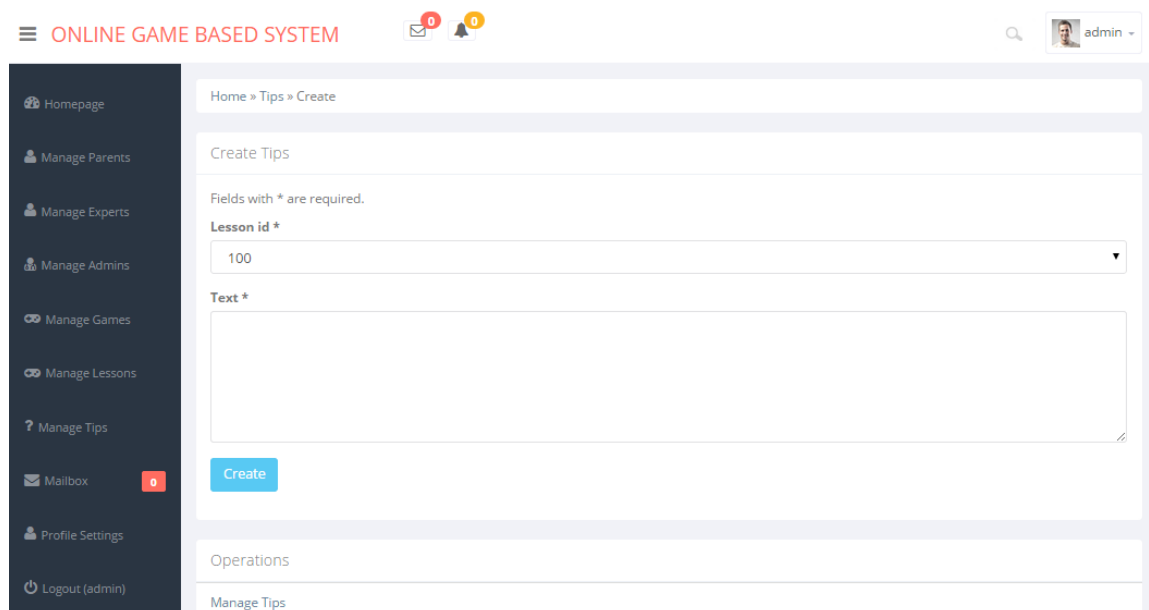 ONLINE GAME BASED SYSTEM
0
0
admin
Homepage
Manage Parents
Manage Experts
Manage Admins
Manage Games
Manage Lessons
? Manage Tips
Mailbox 0
Profile Settings
Logout (admin)
Home » Tips » Create
Create Tips
Fields with * are required.
Lesson id *
100
Text *
Create
Operations
Manage Tips